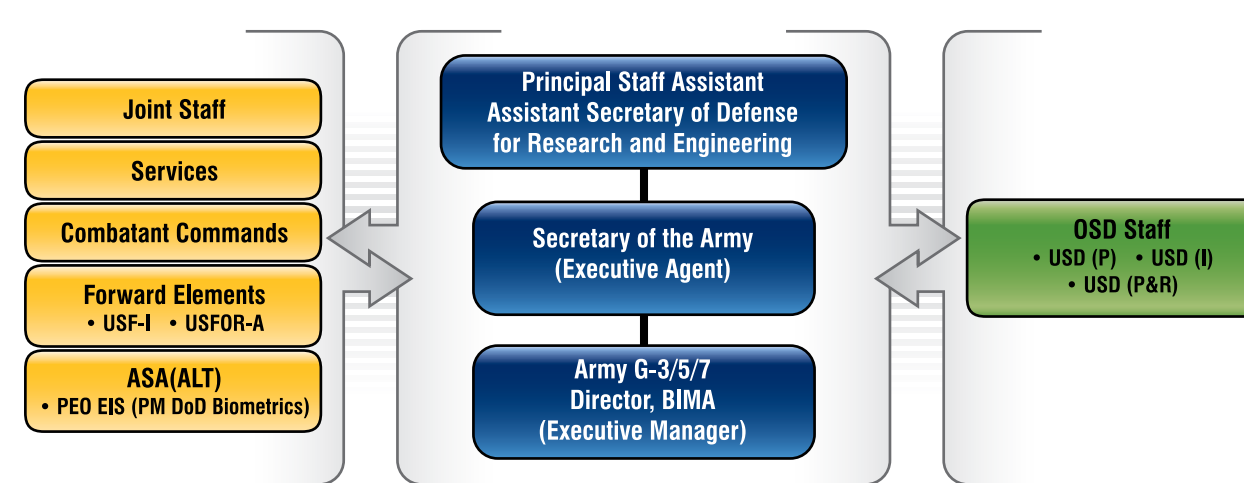 Joint Staff
Services
Combatant Commands
Forward Elements
• USF-I • USFOR-A
ASA(ALT)
• PEO EIS (PM DoD Biometrics)
Principal Staff Assistant
Assistant Secretary of Defense
for Research and Engineering
Secretary of the Army
(Executive Agent)
Army G-3/5/7
Director, BIMA
(Executive Manager)
OSD Staff
• USD (P) • USD (I)
• USD (P&R)